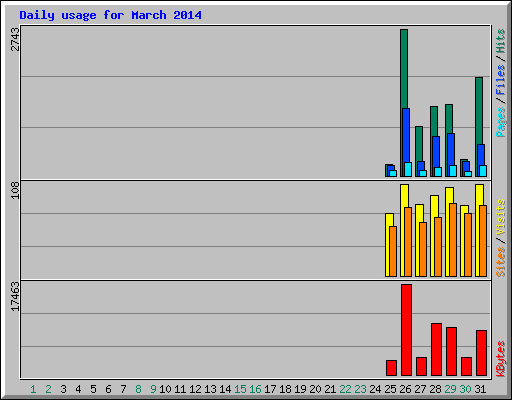 Daily usage for March 2014
2743
Pages / Files / Hits
108
Sites / Visits
17463
KBytes
1 2 3 4 5 6 7 8 9 10 11 12 13 14 15 16 17 18 19 20 21 22 23 24 25 26 27 28 29 30 31